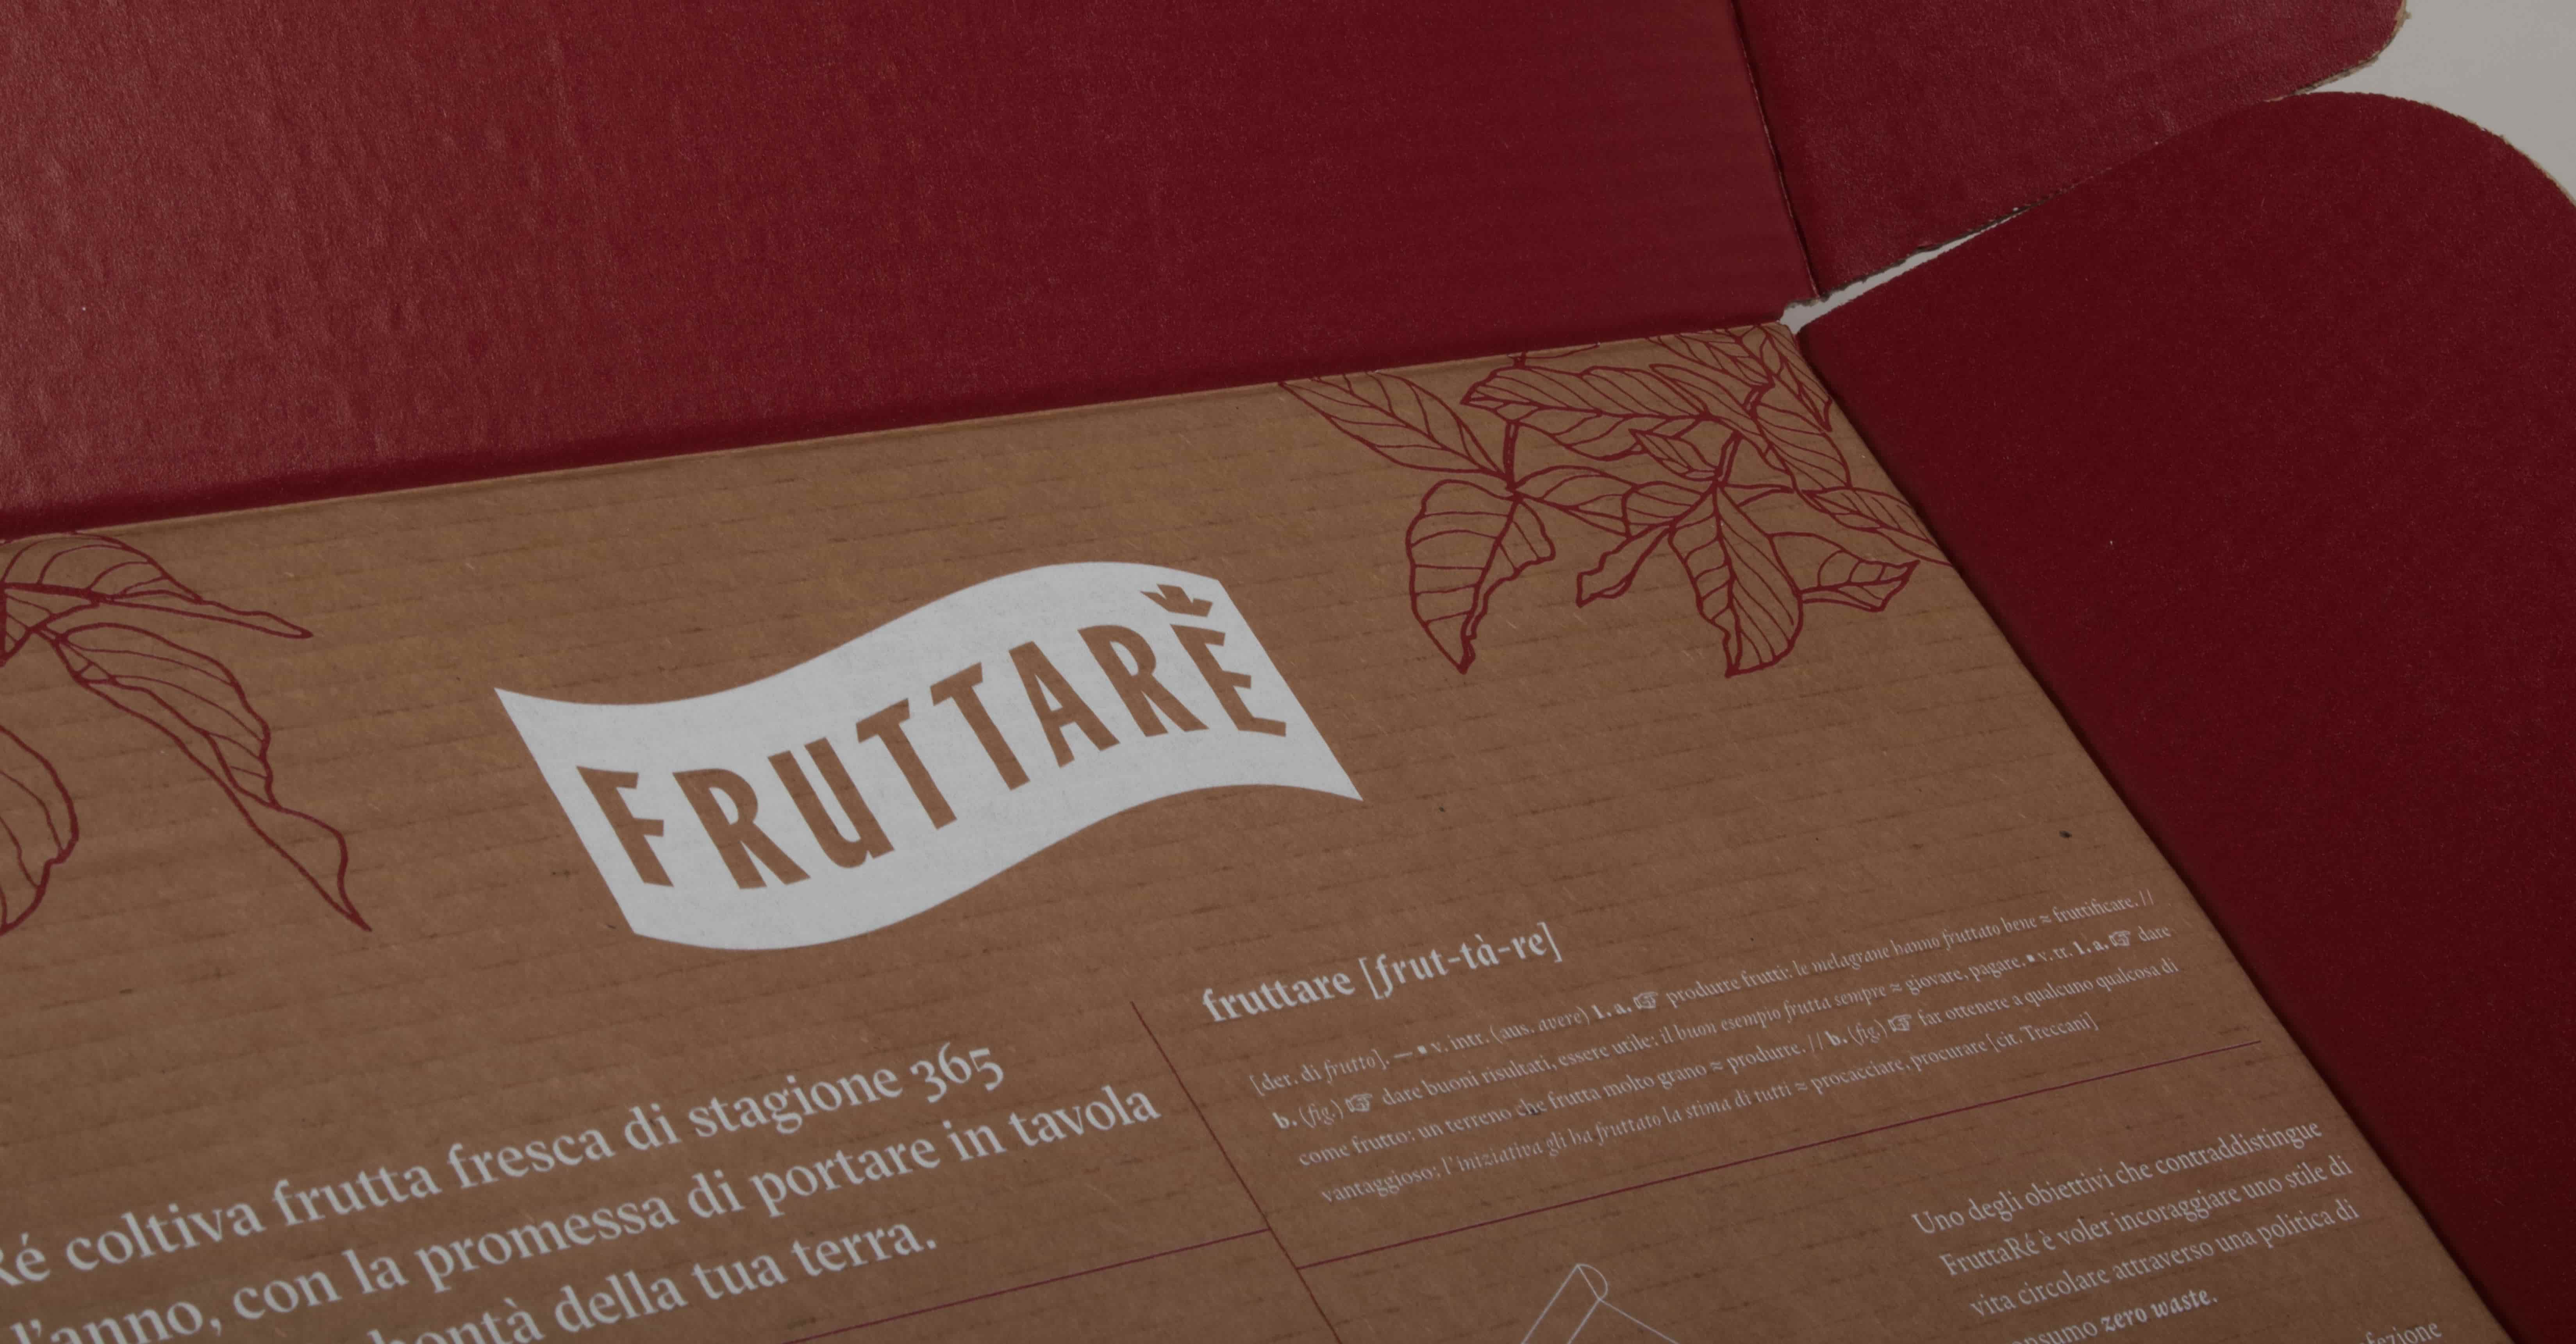 FRUTTARÉ
Ré coltiva frutta fresca di stagione 365
l'anno, con la promessa di portare in tavola
bontà della tua terra.
fruttare [frut-tà-re]
[der. di frutto]. — ▪ v. intr. (aus. avere) 1. a. ☞ produrre frutti: le melagrane hanno fruttato bene ≈ fruttificare. //
b. (fig.) ☞ dare buoni risultati, essere utile: il buon esempio frutta sempre ≈ giovare, pagare. ▪ v. tr. 1. a. ☞ dare
come frutto: un terreno che frutta molto grano ≈ produrre. // b. (fig.) ☞ far ottenere a qualcuno qualcosa di
vantaggioso: l'iniziativa gli ha fruttato la stima di tutti ≈ procacciare, procurare [cit. Treccani]
Uno degli obiettivi che contraddistingue
FruttaRé è voler incoraggiare uno stile di
vita circolare attraverso una politica di
zero waste.